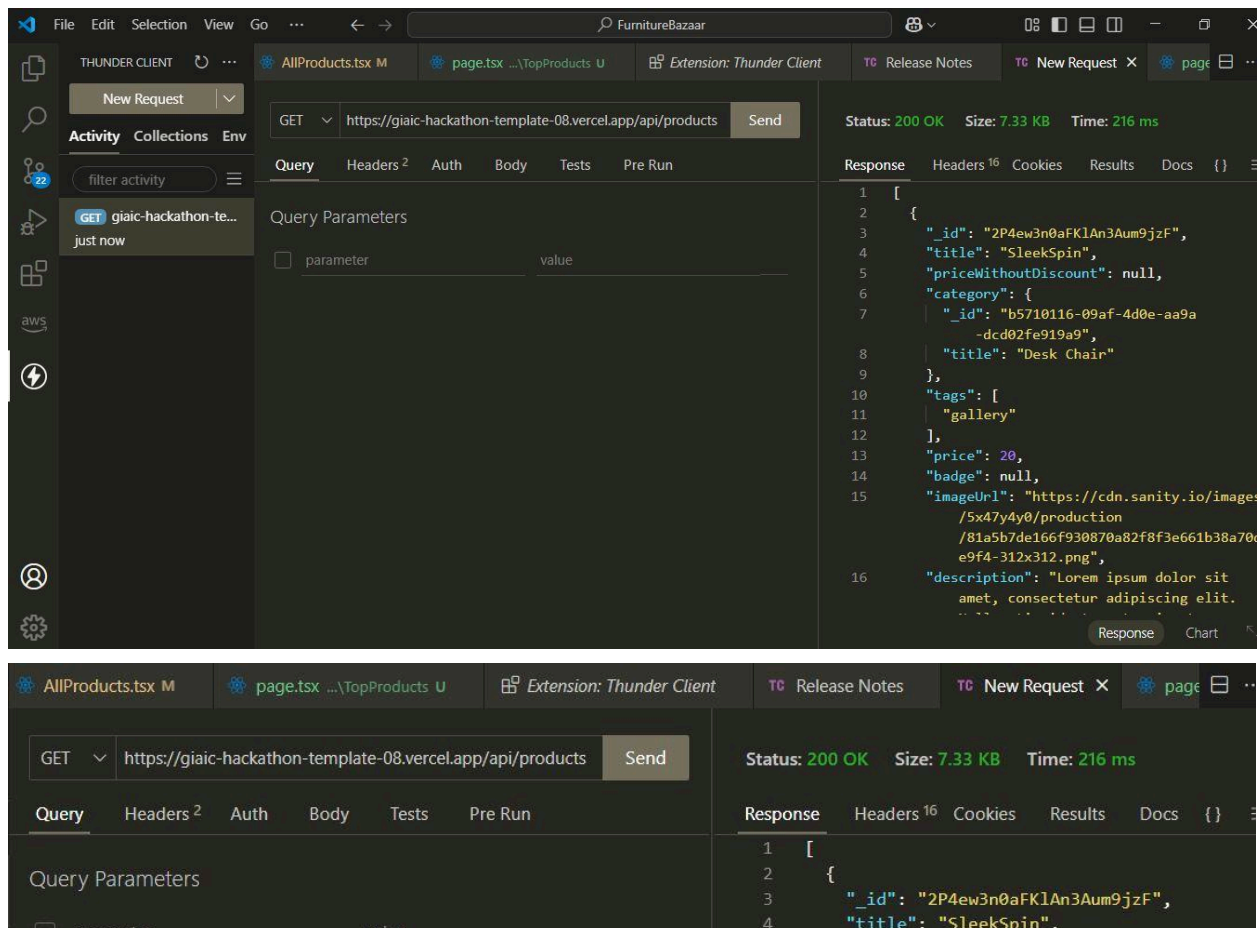 File Edit Selection View Go ··· FurnitureBazaar
THUNDER CLIENT ···
AllProducts.tsx M page.tsx ...\TopProducts U Extension: Thunder Client TC Release Notes TC New Request page
New Request
Activity Collections Env
filter activity
GET giaic-hackathon-te...
just now
22
aws
GET https://giaic-hackathon-template-08.vercel.app/api/products Send
Query Headers 2 Auth Body Tests Pre Run
Query Parameters
parameter value
Status: 200 OK Size: 7.33 KB Time: 216 ms
Response Headers 16 Cookies Results Docs {}
1 [
2 {
3 "_id": "2P4ew3n0aFKlAn3Aum9jzF",
4 "title": "SleekSpin",
5 "priceWithoutDiscount": null,
6 "category": {
7 "_id": "b5710116-09af-4d0e-aa9a
-dcd02fe919a9",
8 "title": "Desk Chair"
9 },
10 "tags": [
11 "gallery"
12 ],
13 "price": 20,
14 "badge": null,
15 "imageUrl": "https://cdn.sanity.io/images
/5x47y4y0/production
/81a5b7de166f930870a82f8f3e661b38a70d
e9f4-312x312.png",
16 "description": "Lorem ipsum dolor sit
amet, consectetur adipiscing elit.
Response Chart
AllProducts.tsx M page.tsx ...\TopProducts U Extension: Thunder Client TC Release Notes TC New Request page
GET https://giaic-hackathon-template-08.vercel.app/api/products Send
Query Headers 2 Auth Body Tests Pre Run
Query Parameters
Status: 200 OK Size: 7.33 KB Time: 216 ms
Response Headers 16 Cookies Results Docs {}
1 [
2 {
3 "_id": "2P4ew3n0aFKlAn3Aum9jzF",
4 "title": "SleekSpin",